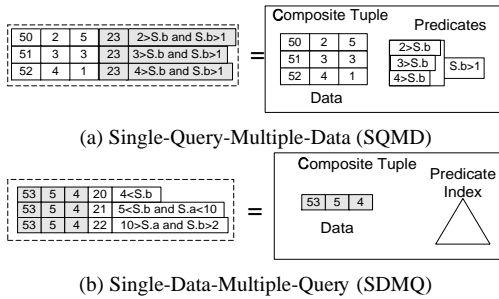 Composite Tuple
Predicates
50 2 5 23 2>S.b and S.b>1
51 3 3 23 3>S.b and S.b>1
52 4 1 23 4>S.b and S.b>1
=
50 2 5
51 3 3
52 4 1
Data
2>S.b
3>S.b
4>S.b
S.b>1
(a) Single-Query-Multiple-Data (SQMD)
Composite Tuple
Predicate
Index
53 5 4 20 4<S.b
53 5 4 21 5<S.b and S.a<10
53 5 4 22 10>S.a and S.b>2
=
53 5 4
Data
(b) Single-Data-Multiple-Query (SDMQ)